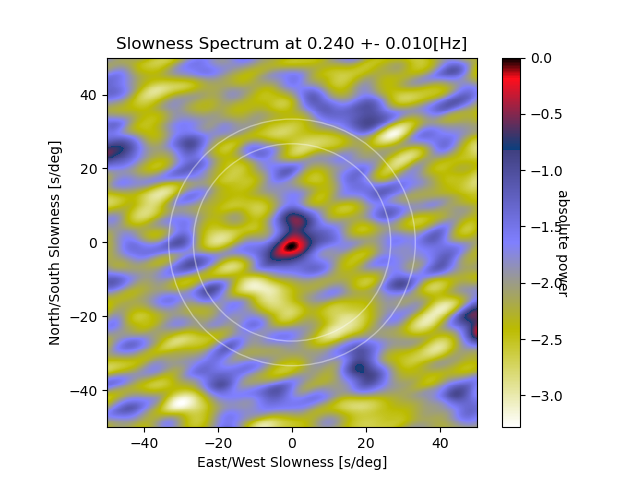 Slowness Spectrum at 0.240 +- 0.010[Hz]
40
20
0
−20
−40
North/South Slowness [s/deg]
−40 −20 0 20 40
East/West Slowness [s/deg]
0.0
−0.5
−1.0
−1.5
−2.0
−2.5
−3.0
absolute power